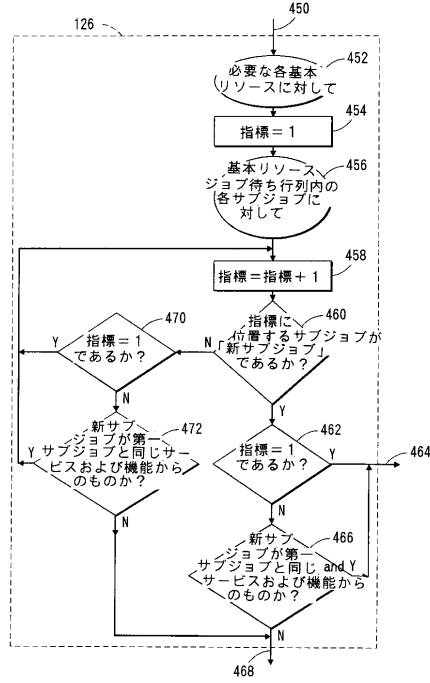 450
126
452
必要な各基本
リソースに対して
454
指標=1
456
基本リソース
ジョブ待ち行列内の
各サブジョブに
対して
458
指標=指標+1
470
460
指標=1
であるか?
Y
N
指標に
位置するサブジョブが
「新サブジョブ」
であるか?
N
Y
472
新サブ
ジョブが第一
サブジョブと同じサー
ビスおよび機能から
のものか?
Y
N
462
指標=1
であるか?
Y
464
N
466
新サブ
ジョブが第一
サブジョブと同じ and Y
サービスおよび機能から
のものか?
N
468